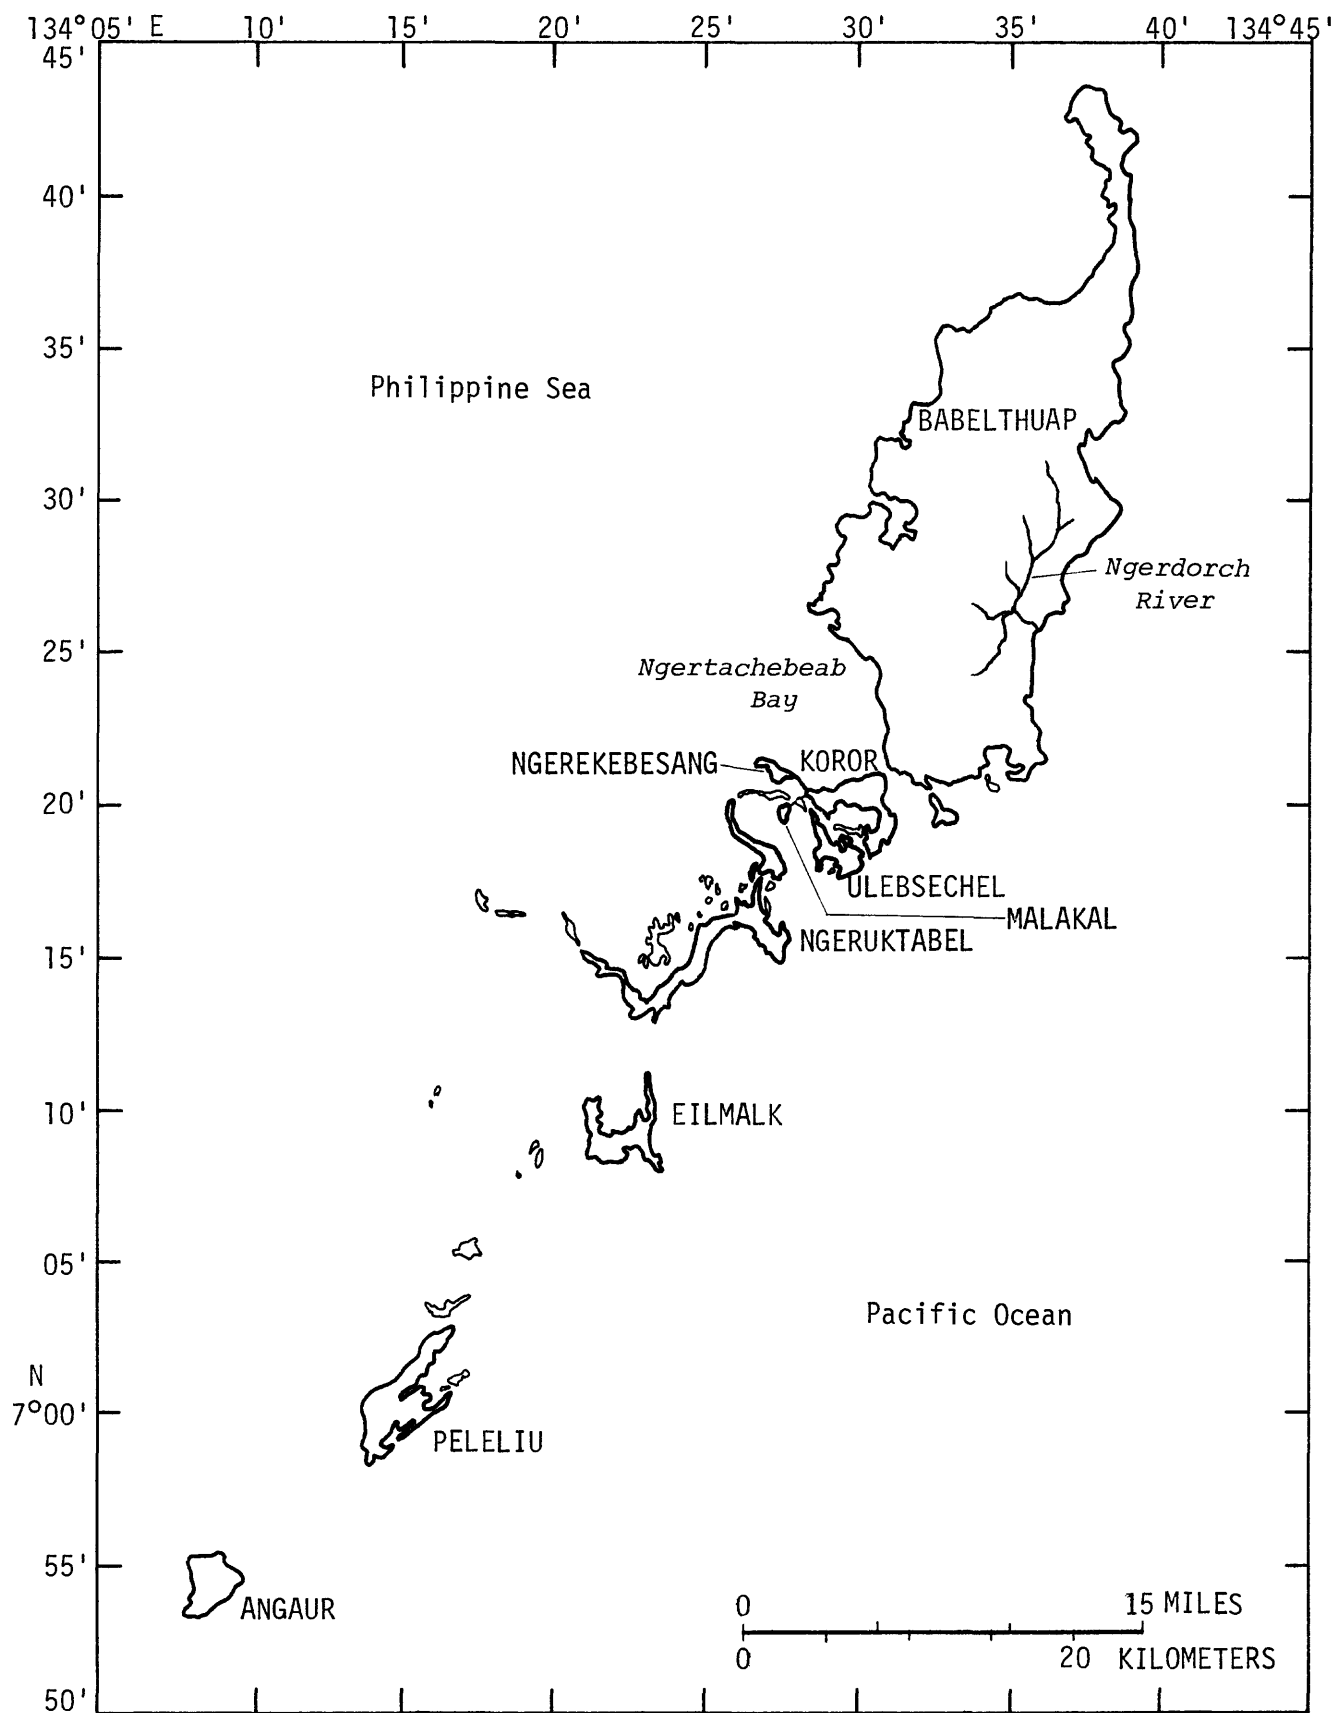 134°05' E 10' 15' 20' 25' 30' 35' 40' 134°45'
45'
40'
35'
Philippine Sea
BABELTHUAP
30'
Ngerdorch
River
25'
Ngertachebeab
Bay
NGEREKEBESANG
KOROR
20'
ULEBSECHEL
MALAKAL
NGERUKTABEL
15'
10'
EILMALK
05'
Pacific Ocean
N
7°00'
PELELIU
55'
ANGAUR
0 15 MILES
0 20 KILOMETERS
50'